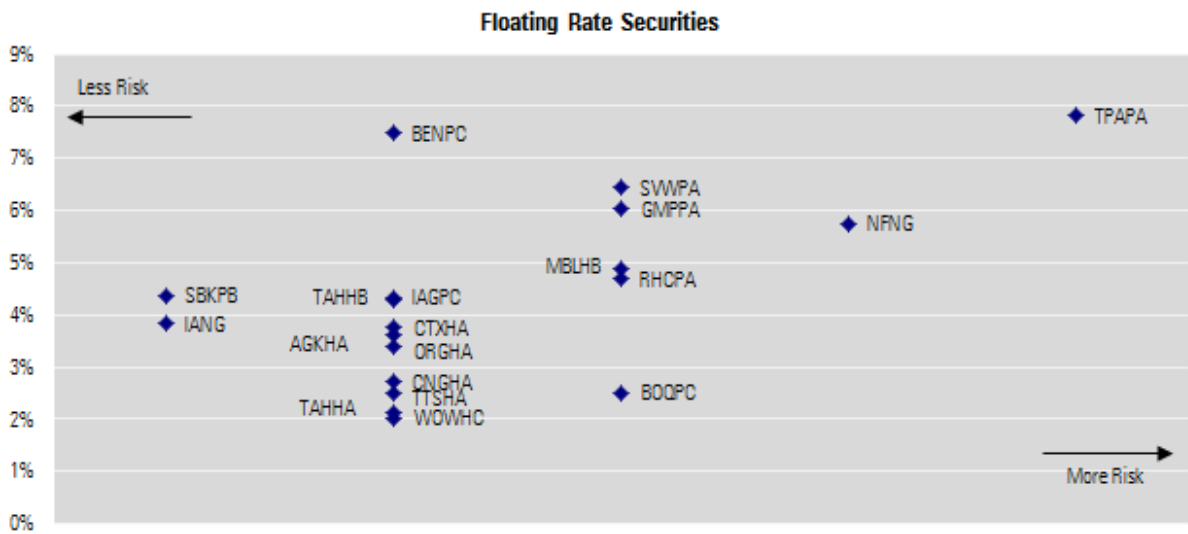 Floating Rate Securities
9%
Less Risk
8%
TPAPA
BENPC
7%
SVWPA
6%
GMPPA
NFNG
5%
MBLHB
RHCPA
SBKPB
TAHHB
IAGPC
4%
IANG
CTXHA
AGKHA
ORGHA
3%
CNGHA
TTSHA
BOQPC
TAHHA
WOWHC
2%
1%
More Risk
0%